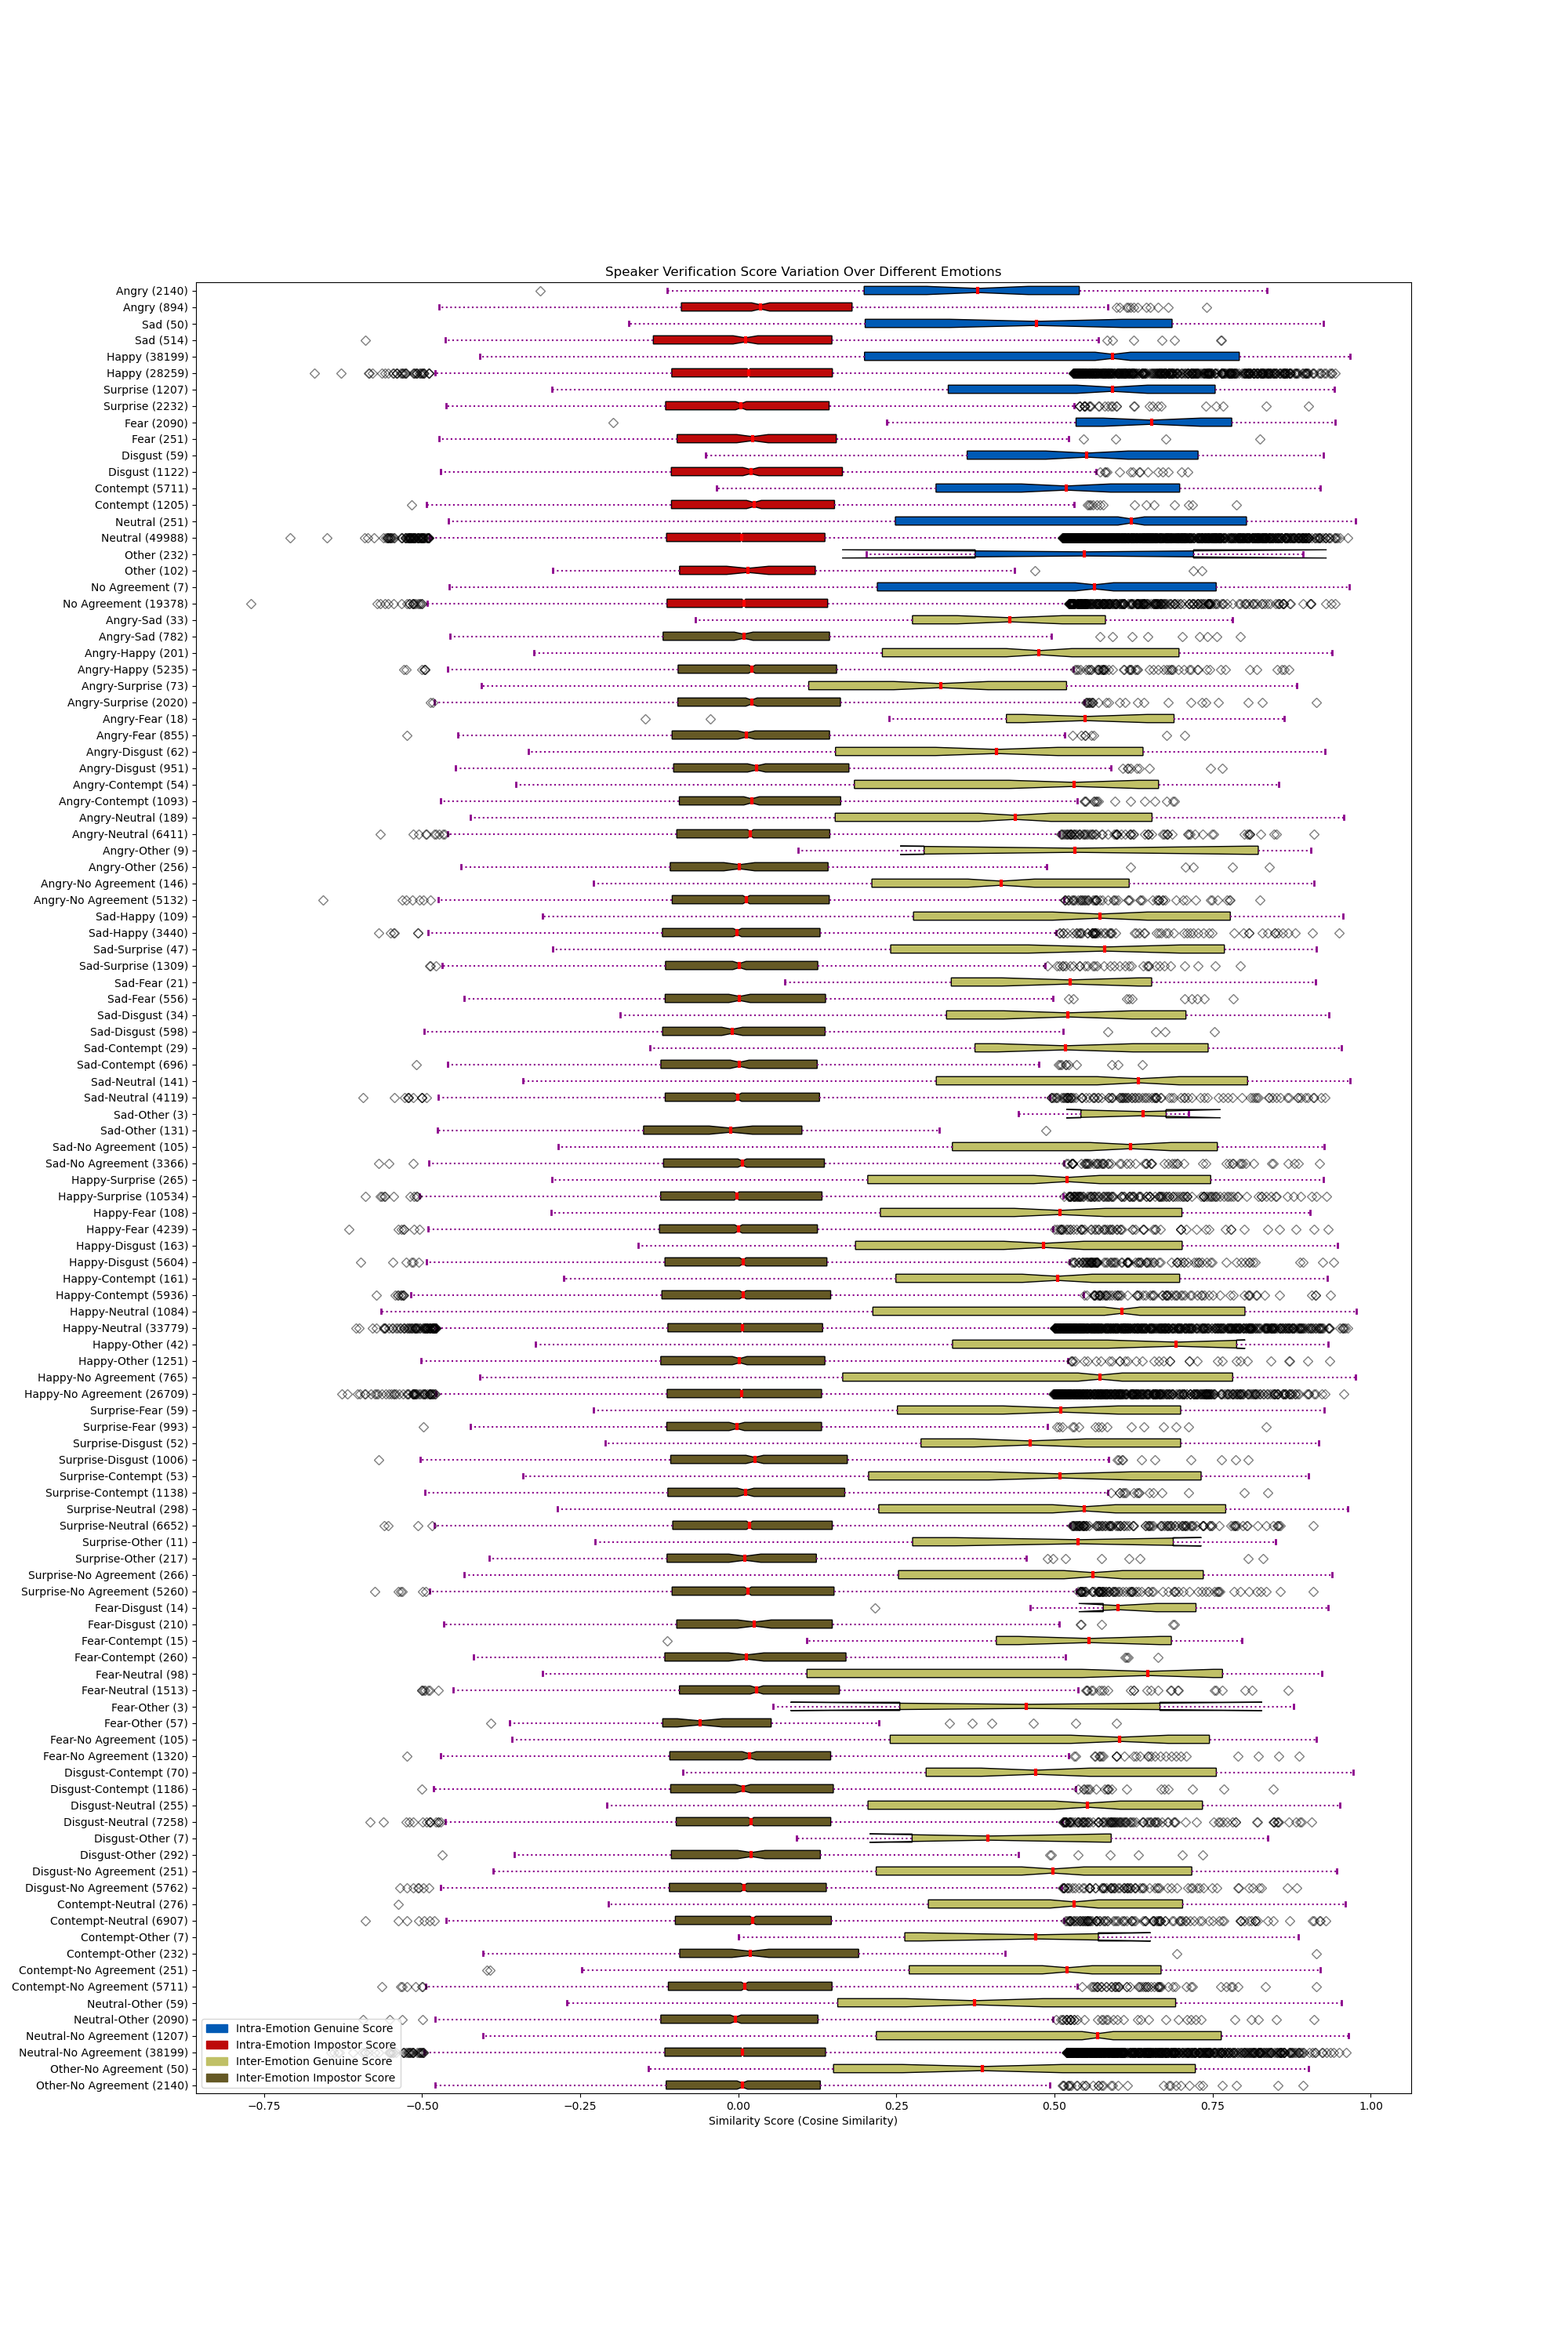 Speaker Verification Score Variation Over Different Emotions
Angry (2140)
Angry (894)
Sad (50)
Sad (514)
Happy (38199)
Happy (28259)
Surprise (1207)
Surprise (2232)
Fear (2090)
Fear (251)
Disgust (59)
Disgust (1122)
Contempt (5711)
Contempt (1205)
Neutral (251)
Neutral (49988)
Other (232)
Other (102)
No Agreement (7)
No Agreement (19378)
Angry-Sad (33)
Angry-Sad (782)
Angry-Happy (201)
Angry-Happy (5235)
Angry-Surprise (73)
Angry-Surprise (2020)
Angry-Fear (18)
Angry-Fear (855)
Angry-Disgust (62)
Angry-Disgust (951)
Angry-Contempt (54)
Angry-Contempt (1093)
Angry-Neutral (189)
Angry-Neutral (6411)
Angry-Other (9)
Angry-Other (256)
Angry-No Agreement (146)
Angry-No Agreement (5132)
Sad-Happy (109)
Sad-Happy (3440)
Sad-Surprise (47)
Sad-Surprise (1309)
Sad-Fear (21)
Sad-Fear (556)
Sad-Disgust (34)
Sad-Disgust (598)
Sad-Contempt (29)
Sad-Contempt (696)
Sad-Neutral (141)
Sad-Neutral (4119)
Sad-Other (3)
Sad-Other (131)
Sad-No Agreement (105)
Sad-No Agreement (3366)
Happy-Surprise (265)
Happy-Surprise (10534)
Happy-Fear (108)
Happy-Fear (4239)
Happy-Disgust (163)
Happy-Disgust (5604)
Happy-Contempt (161)
Happy-Contempt (5936)
Happy-Neutral (1084)
Happy-Neutral (33779)
Happy-Other (42)
Happy-Other (1251)
Happy-No Agreement (765)
Happy-No Agreement (26709)
Surprise-Fear (59)
Surprise-Fear (993)
Surprise-Disgust (52)
Surprise-Disgust (1006)
Surprise-Contempt (53)
Surprise-Contempt (1138)
Surprise-Neutral (298)
Surprise-Neutral (6652)
Surprise-Other (11)
Surprise-Other (217)
Surprise-No Agreement (266)
Surprise-No Agreement (5260)
Fear-Disgust (14)
Fear-Disgust (210)
Fear-Contempt (15)
Fear-Contempt (260)
Fear-Neutral (98)
Fear-Neutral (1513)
Fear-Other (3)
Fear-Other (57)
Fear-No Agreement (105)
Fear-No Agreement (1320)
Disgust-Contempt (70)
Disgust-Contempt (1186)
Disgust-Neutral (255)
Disgust-Neutral (7258)
Disgust-Other (7)
Disgust-Other (292)
Disgust-No Agreement (251)
Disgust-No Agreement (5762)
Contempt-Neutral (276)
Contempt-Neutral (6907)
Contempt-Other (7)
Contempt-Other (232)
Contempt-No Agreement (251)
Contempt-No Agreement (5711)
Neutral-Other (59)
Neutral-Other (2090)
Neutral-No Agreement (1207)
Neutral-No Agreement (38199)
Other-No Agreement (50)
Other-No Agreement (2140)
Intra-Emotion Genuine Score
Intra-Emotion Impostor Score
Inter-Emotion Genuine Score
Inter-Emotion Impostor Score
−0.75 −0.50 −0.25 0.00 0.25 0.50 0.75 1.00
Similarity Score (Cosine Similarity)